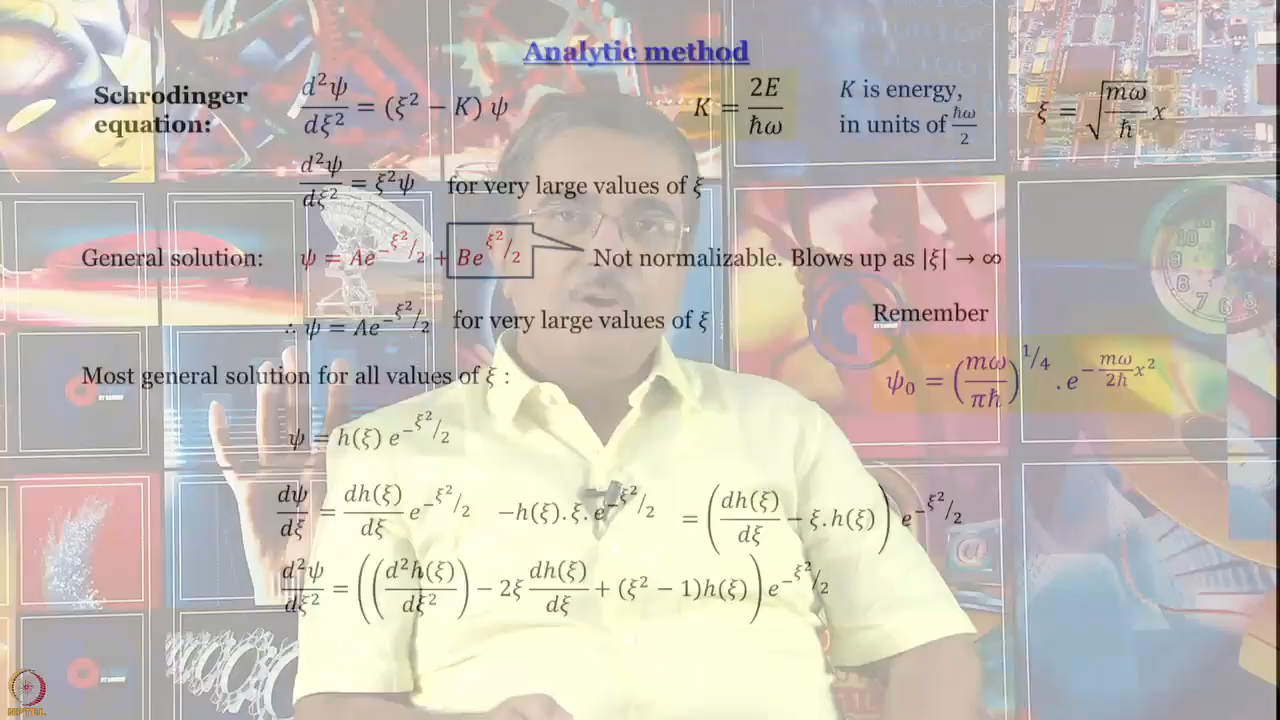 Analytic method
Schrodinger equation: d²ψ/dξ² = (ξ² − K) ψ K = 2E/ħω K is energy, in units of ħω/2 ξ = √(mω/ħ) x
d²ψ/dξ² = ξ²ψ for very large values of ξ
General solution: ψ = Ae^(−ξ²/2) + Be^(ξ²/2) Not normalizable. Blows up as |ξ| → ∞
∴ ψ = Ae^(−ξ²/2) for very large values of ξ
Remember
ψ₀ = (mω/πħ)^(1/4) . e^(−(mω/2ħ)x²)
Most general solution for all values of ξ :
ψ = h(ξ) e^(−ξ²/2)
dψ/dξ = dh(ξ)/dξ e^(−ξ²/2) −h(ξ).ξ.e^(−ξ²/2) = (dh(ξ)/dξ − ξ.h(ξ)) e^(−ξ²/2)
d²ψ/dξ² = ((d²h(ξ)/dξ²) − 2ξ dh(ξ)/dξ + (ξ² − 1)h(ξ)) e^(−ξ²/2)
NPTEL